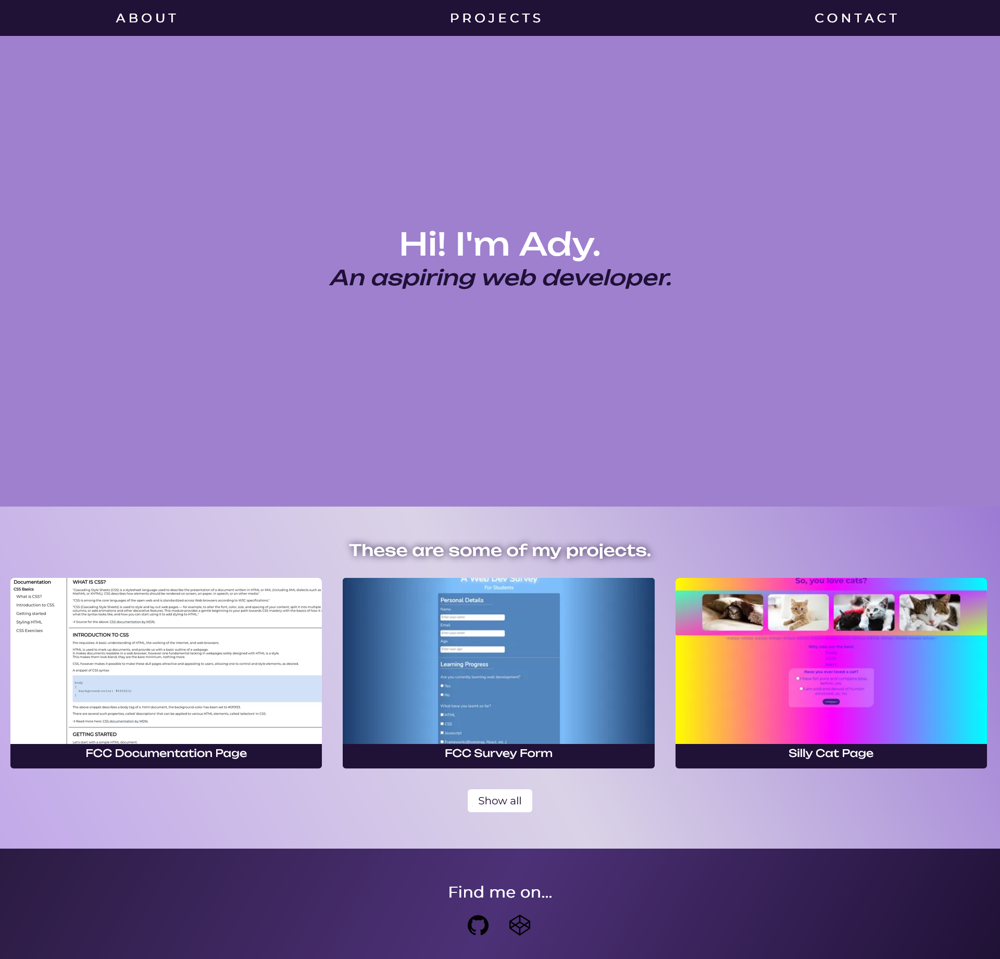 ABOUT
PROJECTS
CONTACT
Hi! I'm Ady.
An aspiring web developer.
These are some of my projects.
Documentation
CSS Basics
What is CSS?
Introduction to CSS
Getting started
Styling HTML
CSS Exercises
WHAT IS CSS?
"Cascading Style Sheets (CSS) is a stylesheet language used to describe the presentation of a document written in HTML or XML (including XML dialects such as
MathML or XHTML). CSS describes how elements should be rendered on screen, on paper, in speech, or on other media."
"CSS is among the core languages of the open web and is standardized across Web browsers according to W3C specifications."
"CSS (Cascading Style Sheets) is used to style and lay out web pages — for example, to alter the font, color, size, and spacing of your content, split it into multiple
columns, or add animations and other decorative features. This module provides a gentle beginning to your path towards CSS mastery with the basics of how it
what the syntax looks like, and how you can start using it to add styling to HTML."
-> Source for the above: CSS documentation by MDN.
INTRODUCTION TO CSS
Pre-requisites: A basic understanding of HTML, the working of the internet, and web browsers.
HTML is used to mark up documents, and provide us with a basic outline of a webpage.
It makes documents readable in a web browser, however one fundamental lacking in webpages solely designed with HTML is a style.
This makes them look bland, they are the bare minimum, nothing more.
CSS, however makes it possible to make these dull pages attractive and appealing to users, allowing one to control and style elements, as desired.
A snippet of CSS syntax
body
{
background-color: #0f0f23;
}
The above snippet describes a body tag of a .html document, the background-color has been set to #0f0f23.
There are several such properties, called 'descriptions' that can be applied to various HTML elements, called 'selectors' in CSS.
-> Read more here: CSS documentation by MDN.
GETTING STARTED
Let's start with a simple HTML document:
FCC Documentation Page
A Web Dev Survey
For Students
Personal Details
Name:
Enter your name
Email:
Enter your email
Age:
Enter your age
Learning Progress
Are you currently learning web development?
Yes
No
What have you learnt so far?
HTML
CSS
Javascript
Frameworks(Bootstrap, React, etc.)
FCC Survey Form
So, you love cats?
Why cats are the best:
Floofy
CUTE
Warm
Have you ever loved a cat?
I have felt pure and complete bliss,
before, yes
I am cold and devoid of human
emotions, so, no
~meow~
Silly Cat Page
Show all
Find me on...